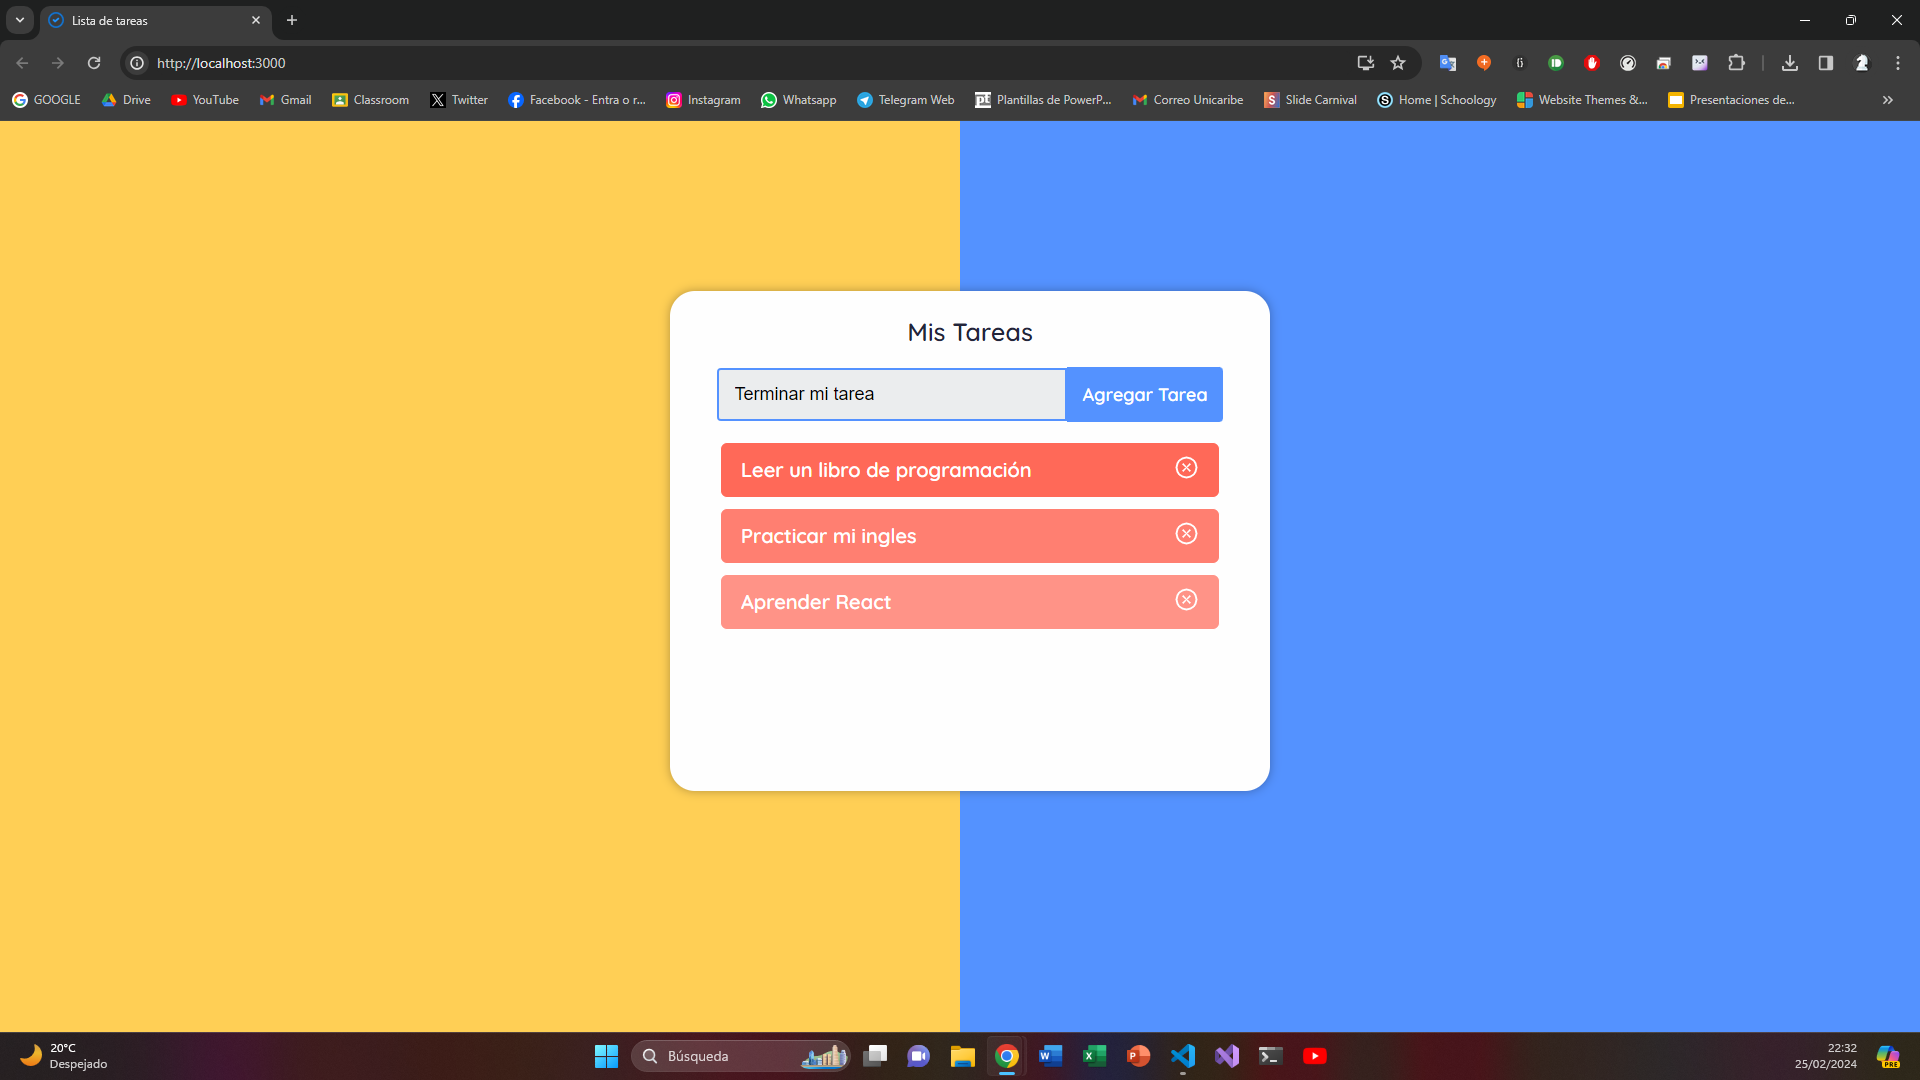 Lista de tareas
http://localhost:3000
GOOGLE Drive YouTube Gmail Classroom Twitter Facebook - Entra o r... Instagram Whatsapp Telegram Web Plantillas de PowerP... Correo Unicaribe Slide Carnival Home | Schoology Website Themes &... Presentaciones de...
Mis Tareas
Terminar mi tarea Agregar Tarea
Leer un libro de programación
Practicar mi ingles
Aprender React
20°C
Despejado
Búsqueda
22:32
25/02/2024
PRE